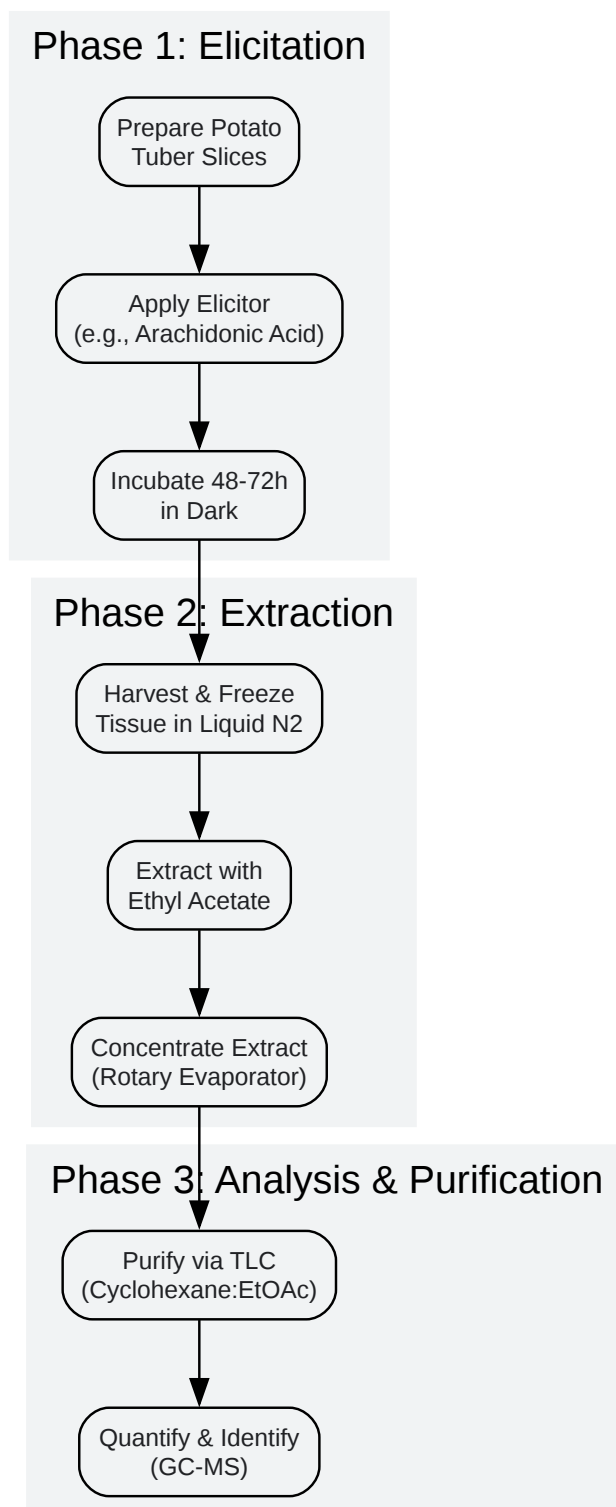 Phase 1: Elicitation
Prepare Potato
Tuber Slices
Apply Elicitor
(e.g., Arachidonic Acid)
Incubate 48-72h
in Dark
Phase 2: Extraction
Harvest & Freeze
Tissue in Liquid N2
Extract with
Ethyl Acetate
Concentrate Extract
(Rotary Evaporator)
Phase 3: Analysis & Purification
Purify via TLC
(Cyclohexane:EtOAc)
Quantify & Identify
(GC-MS)